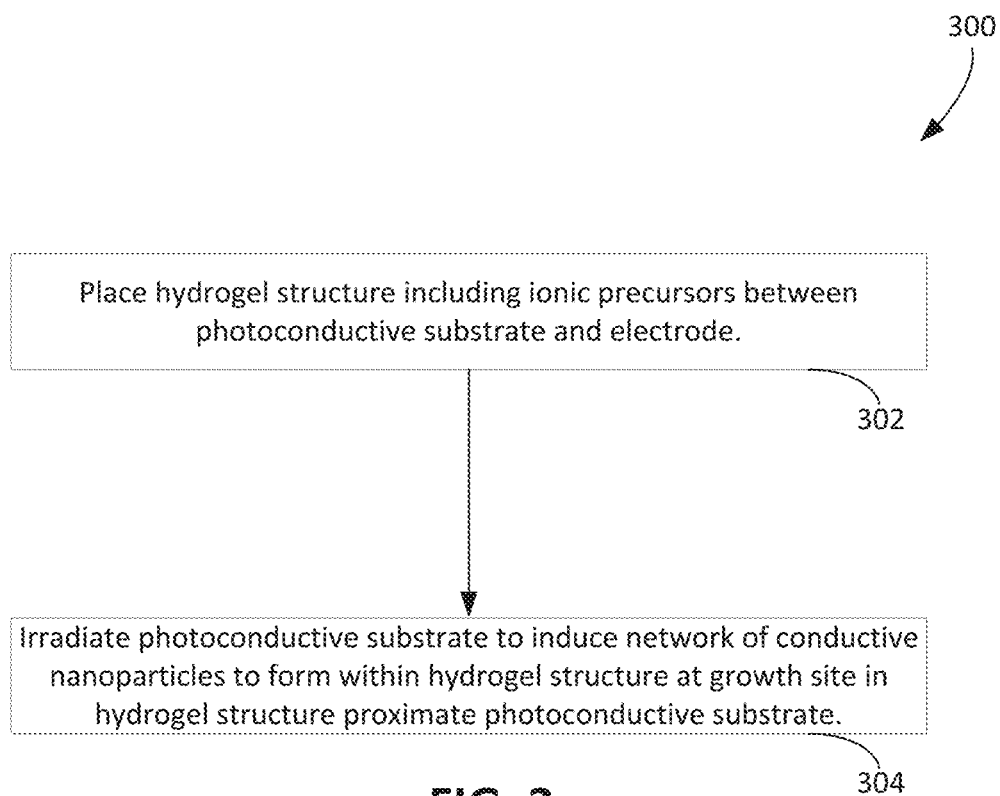 300
Place hydrogel structure including ionic precursors between
photoconductive substrate and electrode.
302
Irradiate photoconductive substrate to induce network of conductive
nanoparticles to form within hydrogel structure at growth site in
hydrogel structure proximate photoconductive substrate.
304
FIG.